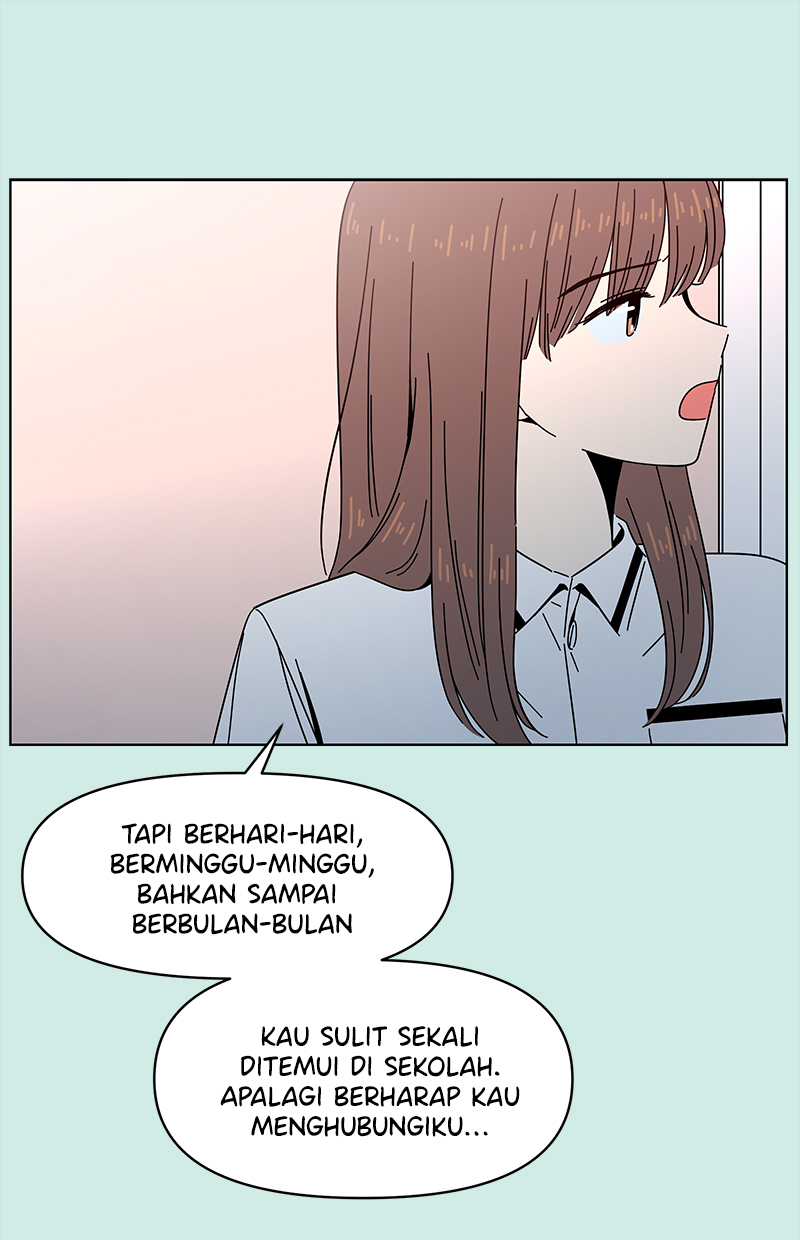 TAPI BERHARI-HARI,
BERMINGGU-MINGGU,
BAHKAN SAMPAI
BERBULAN-BULAN
KAU SULIT SEKALI
DITEMUI DI SEKOLAH.
APALAGI BERHARAP KAU
MENGHUBUNGIKU...